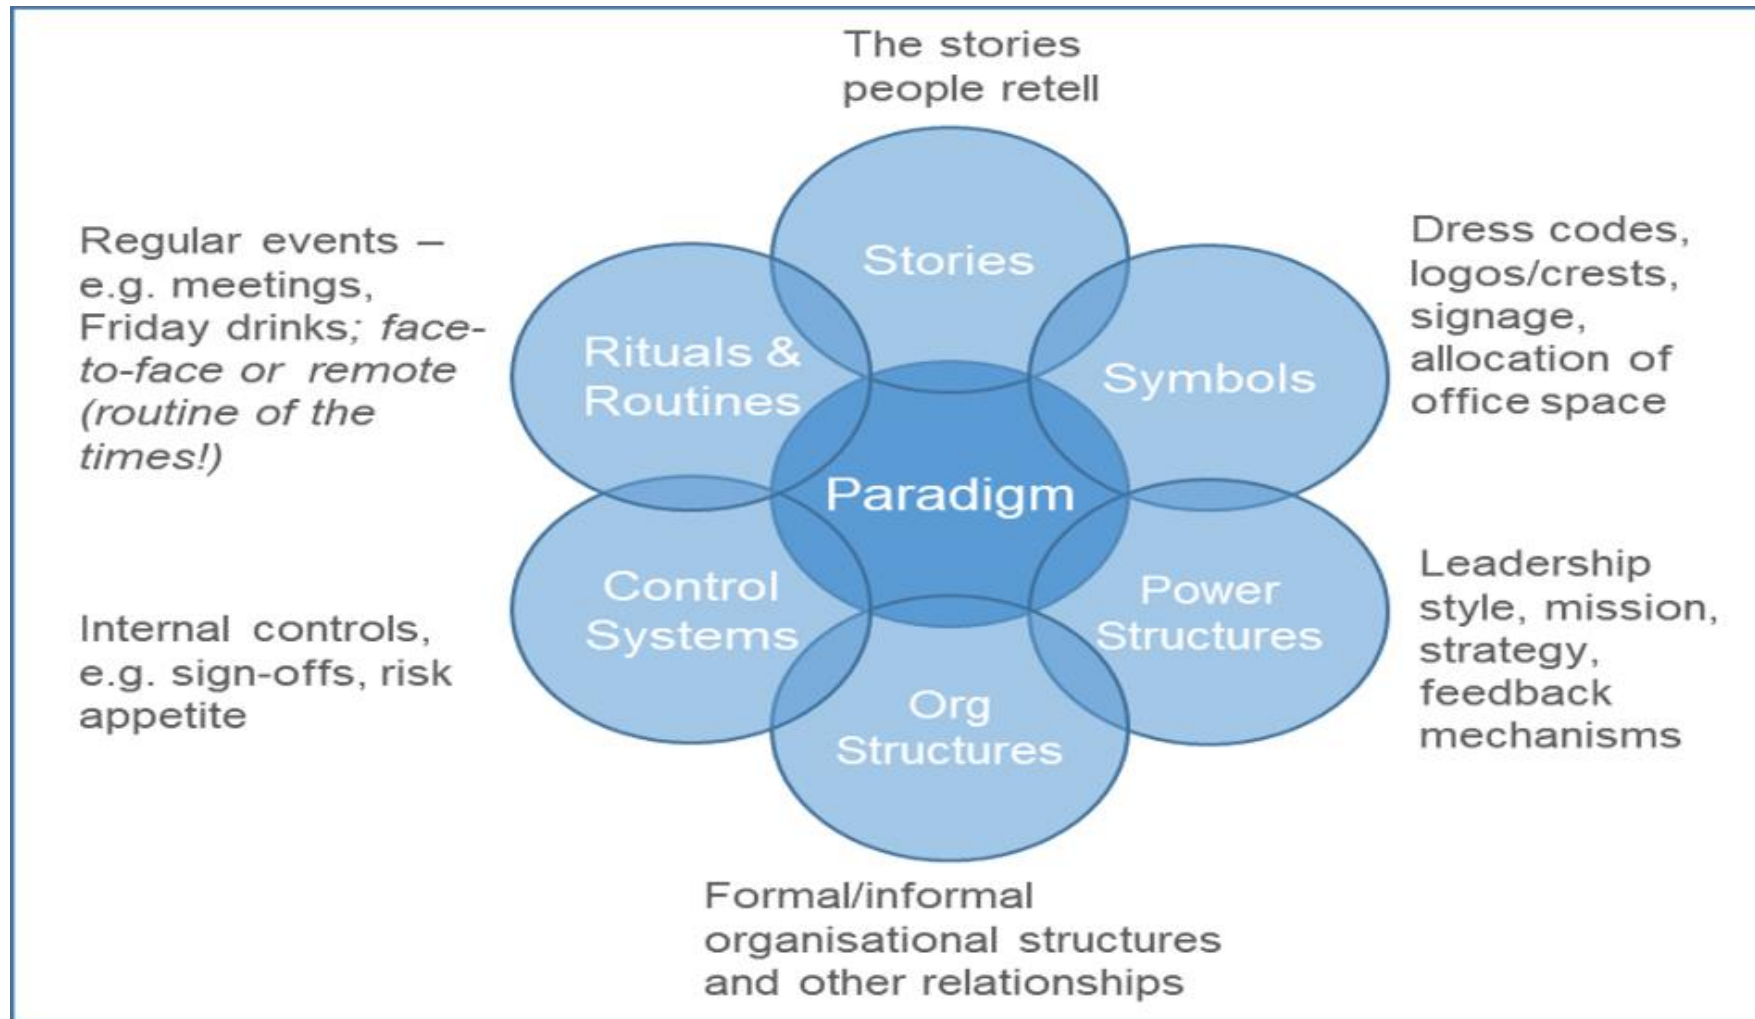 The stories
people retell
Stories
Regular events –
e.g. meetings,
Friday drinks; face-
to-face or remote
(routine of the
times!)
Rituals &
Routines
Symbols
Dress codes,
logos/crests,
signage,
allocation of
office space
Paradigm
Internal controls,
e.g. sign-offs, risk
appetite
Control
Systems
Power
Structures
Leadership
style, mission,
strategy,
feedback
mechanisms
Org
Structures
Formal/informal
organisational structures
and other relationships